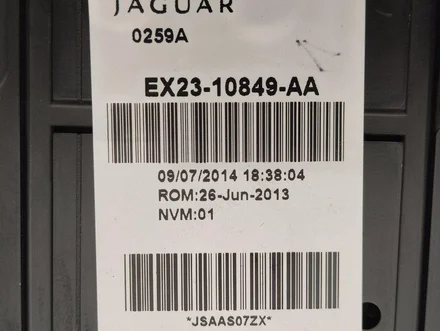 JAGUAR
0259A
EX23-10849-AA
09/07/2014 18:38:04
ROM:26-Jun-2013
NVM:01
*JSAAS07ZX*